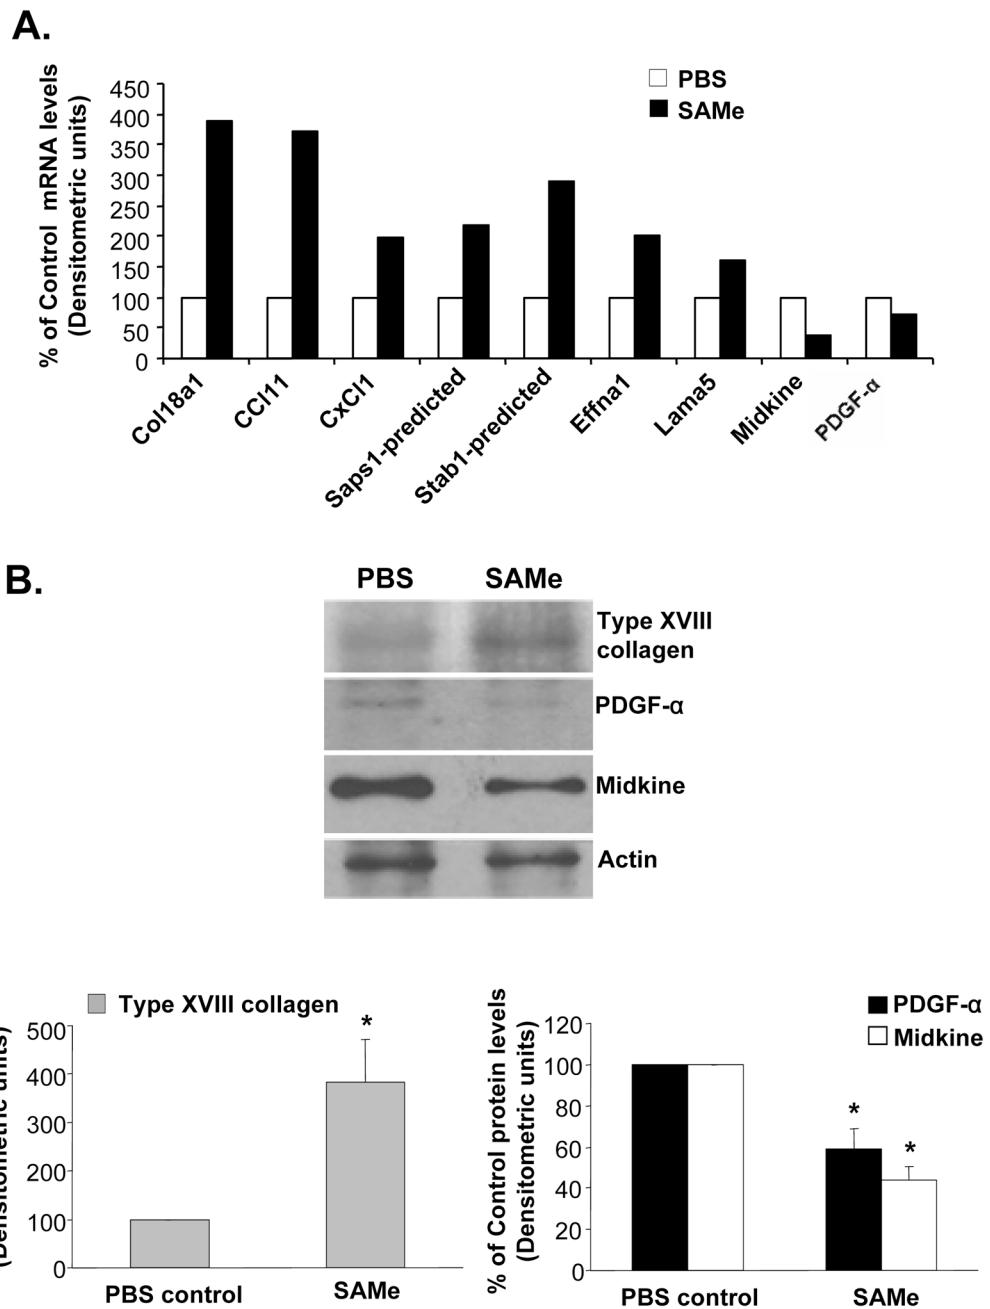 A.
% of Control mRNA levels
(Densitometric units)
450
400
350
300
250
200
150
100
50
0
PBS
SAMe
Col18a1
CCl11
CxCl1
Saps1-predicted
Stab1-predicted
Effna1
Lama5
Midkine
PDGF-α
B.
PBS SAMe
Type XVIII
collagen
PDGF-α
Midkine
Actin
Type XVIII collagen
(Densitometric units)
500
400
300
200
100
0
*
PBS control SAMe
% of Control protein levels
(Densitometric units)
PDGF-α
Midkine
120
100
80
60
40
20
0
*
*
PBS control SAMe